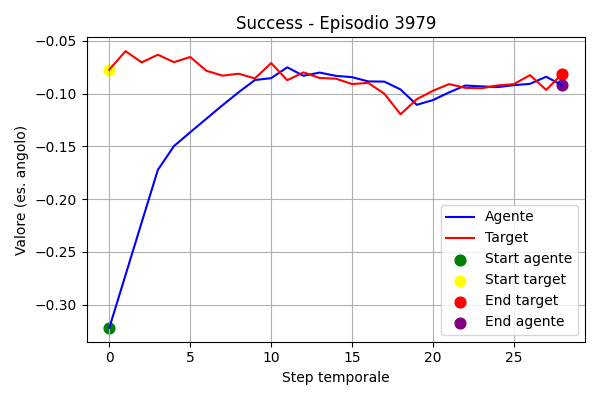 Success - Episodio 3979
Valore (es. angolo)
−0.05
−0.10
−0.15
−0.20
−0.25
−0.30
0
5
10
15
20
25
Step temporale
Agente
Target
Start agente
Start target
End target
End agente